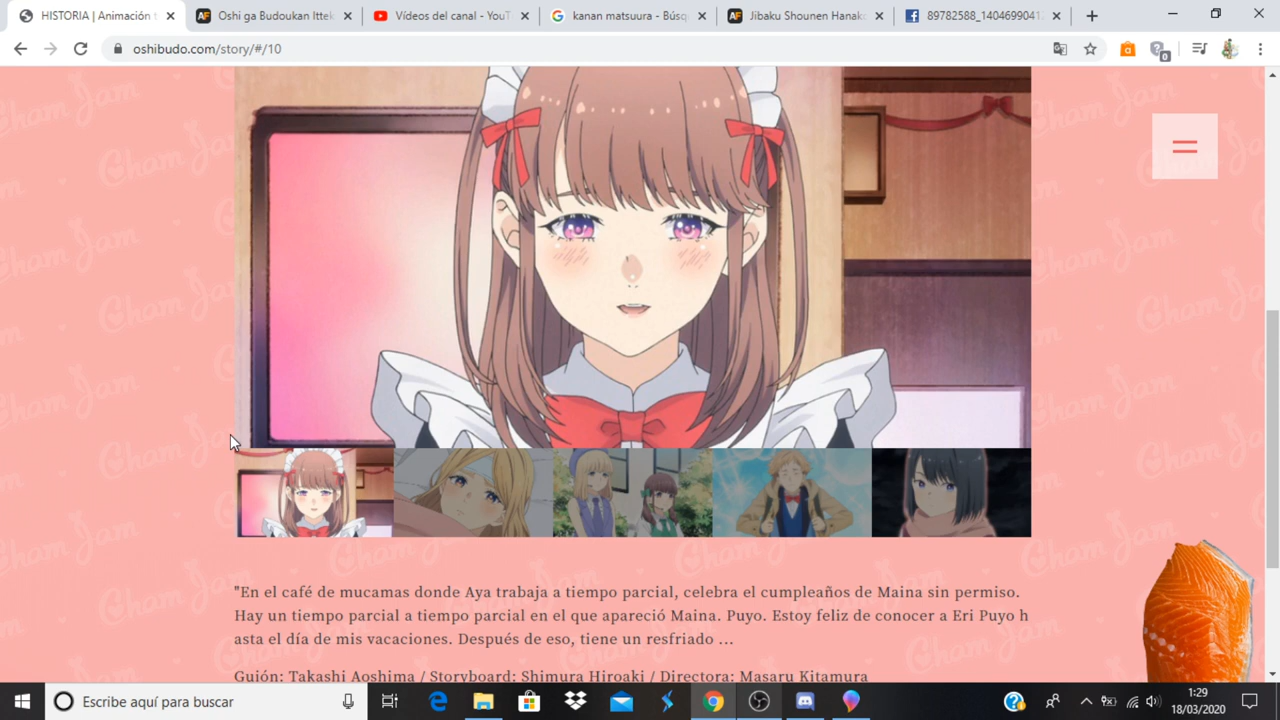 HISTORIA | Animación t
Oshi ga Budoukan Ittek
Vídeos del canal - YouT
kanan matsuura - Búsq
Jibaku Shounen Hanako
89782588_1404699041
oshibudo.com/story/#/10
Cham Jam
"En el café de mucamas donde Aya trabaja a tiempo parcial, celebra el cumpleaños de Maina sin permiso.
Hay un tiempo parcial a tiempo parcial en el que apareció Maina. Puyo. Estoy feliz de conocer a Eri Puyo h
asta el día de mis vacaciones. Después de eso, tiene un resfriado ...
Guión: Takashi Aoshima / Storyboard: Shimura Hiroaki / Directora: Masaru Kitamura
Escribe aquí para buscar
1:29
18/03/2020